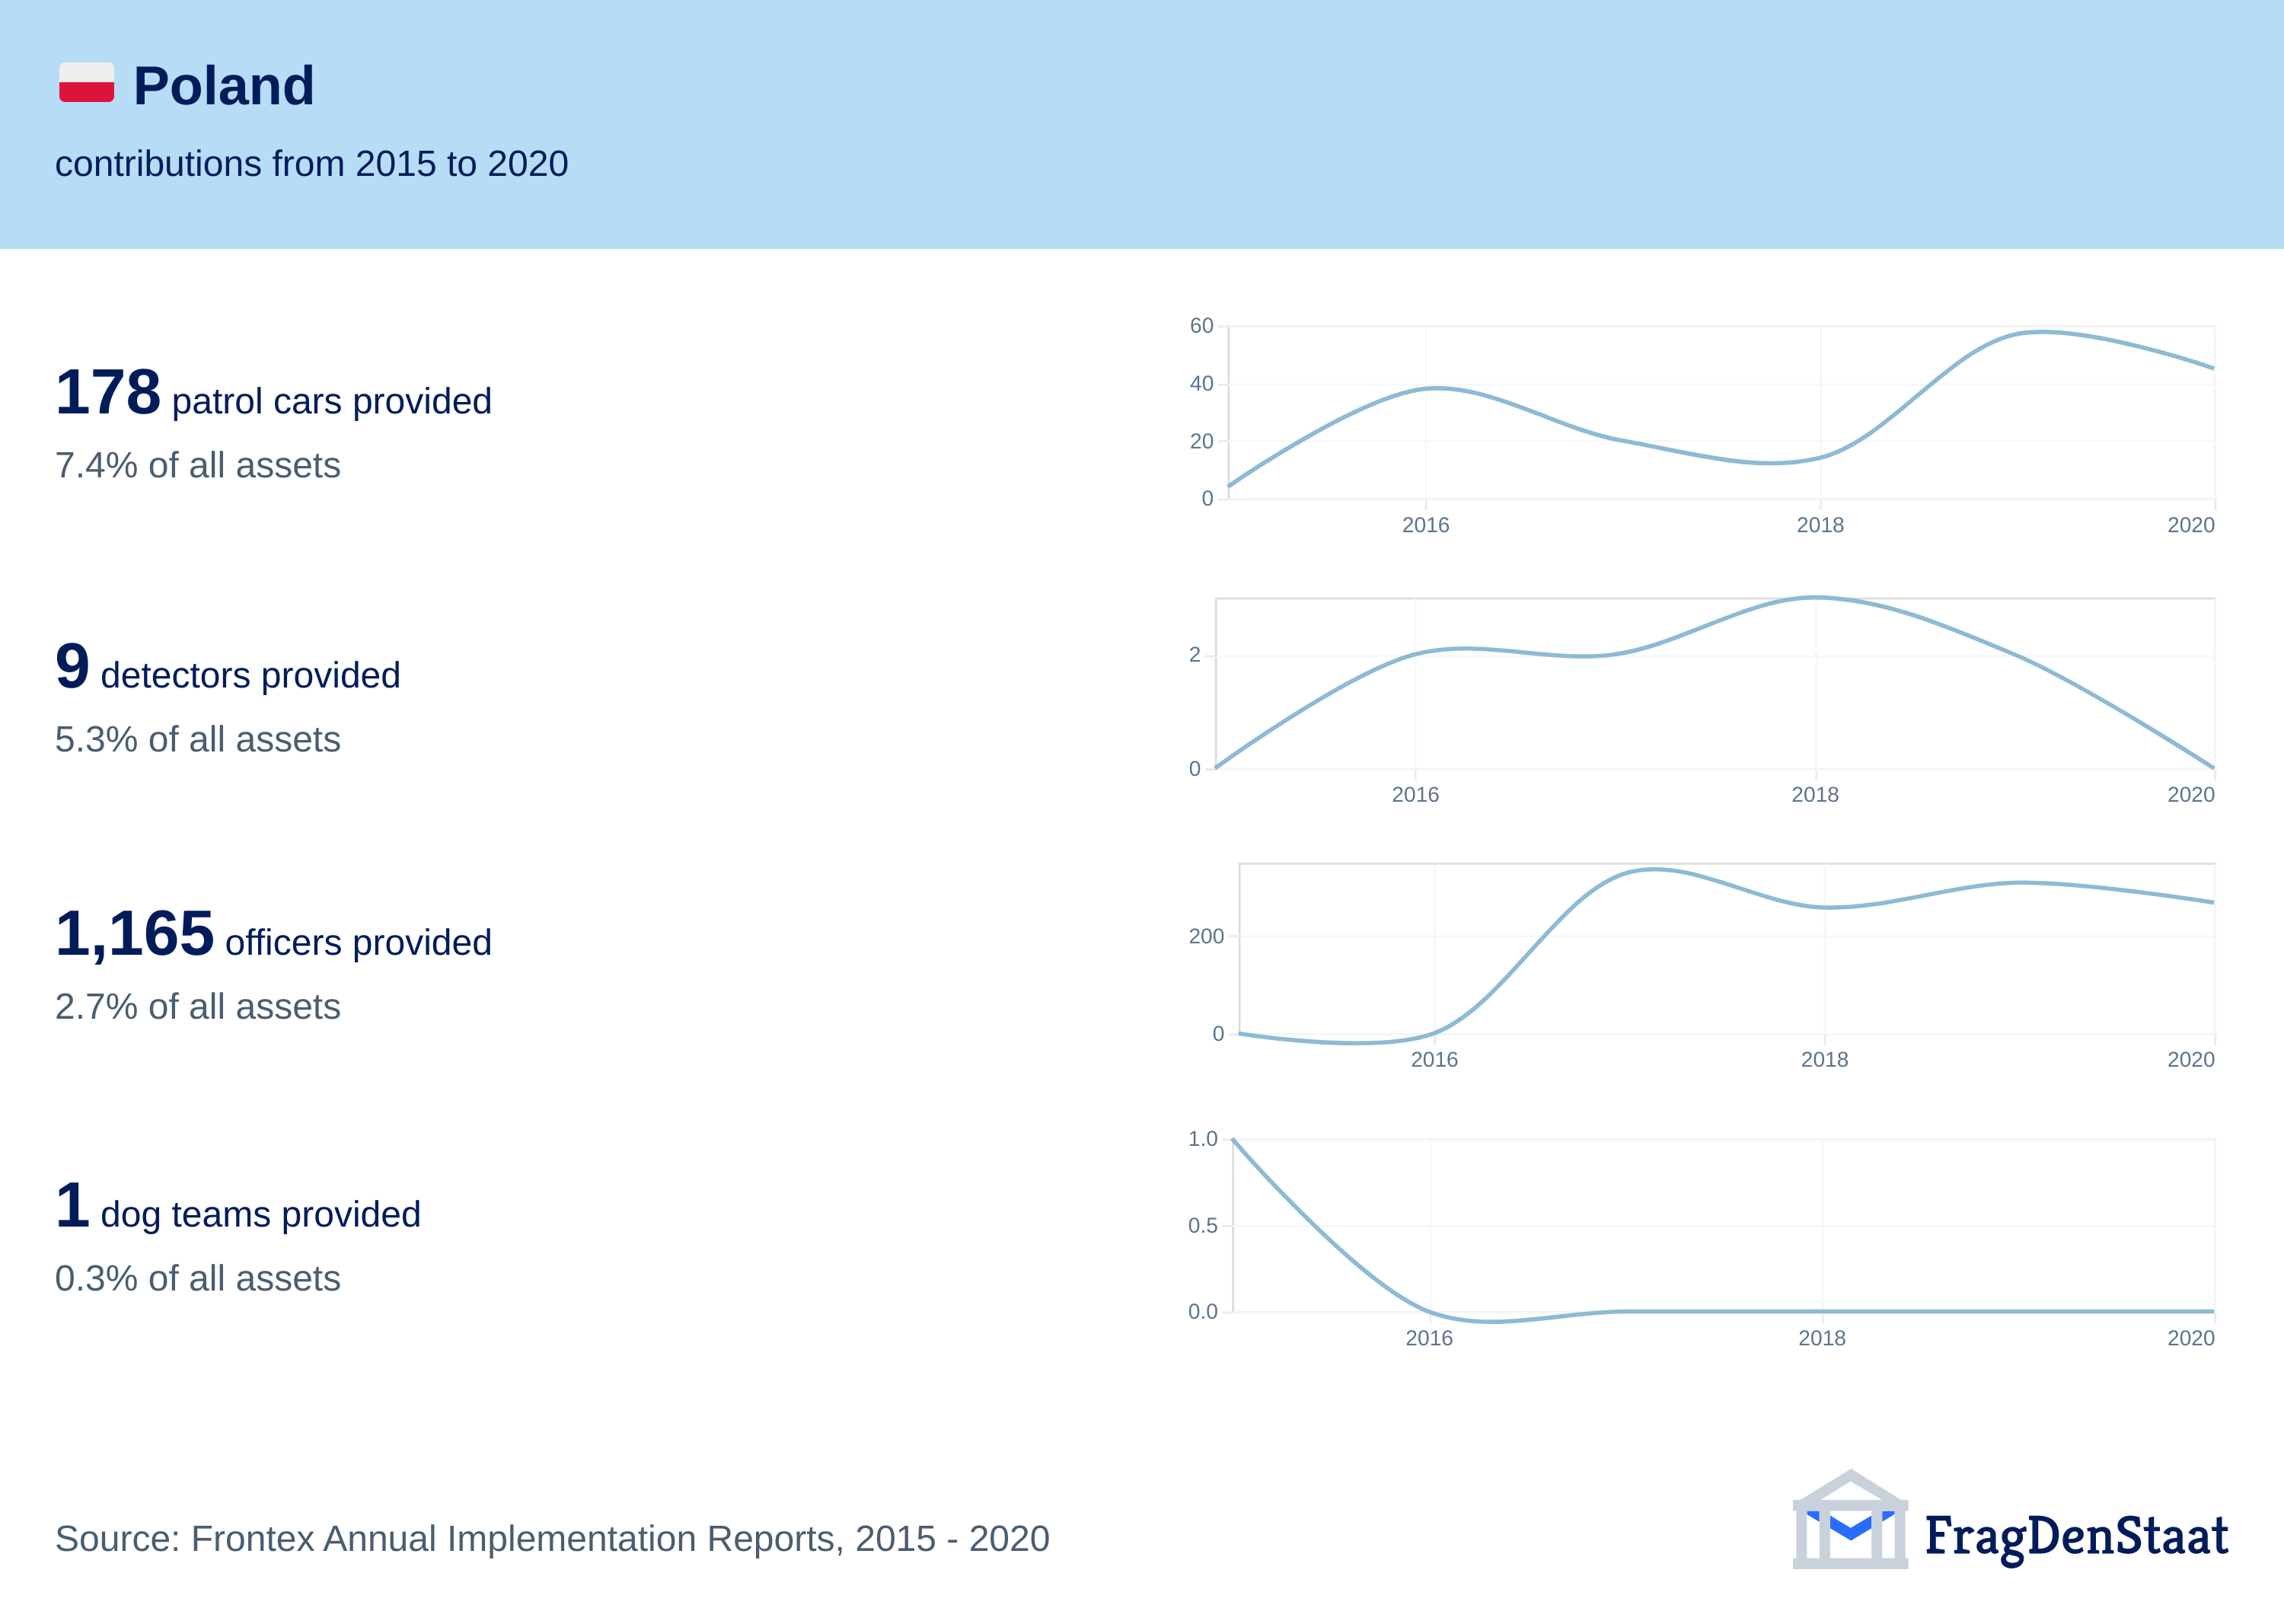 Poland
contributions from 2015 to 2020
178 patrol cars provided
7.4% of all assets
60
40
20
0
2016 2018 2020
9 detectors provided
5.3% of all assets
2
0
2016 2018 2020
1,165 officers provided
2.7% of all assets
200
0
2016 2018 2020
1 dog teams provided
0.3% of all assets
1.0
0.5
0.0
2016 2018 2020
Source: Frontex Annual Implementation Reports, 2015 - 2020
FragDenStaat